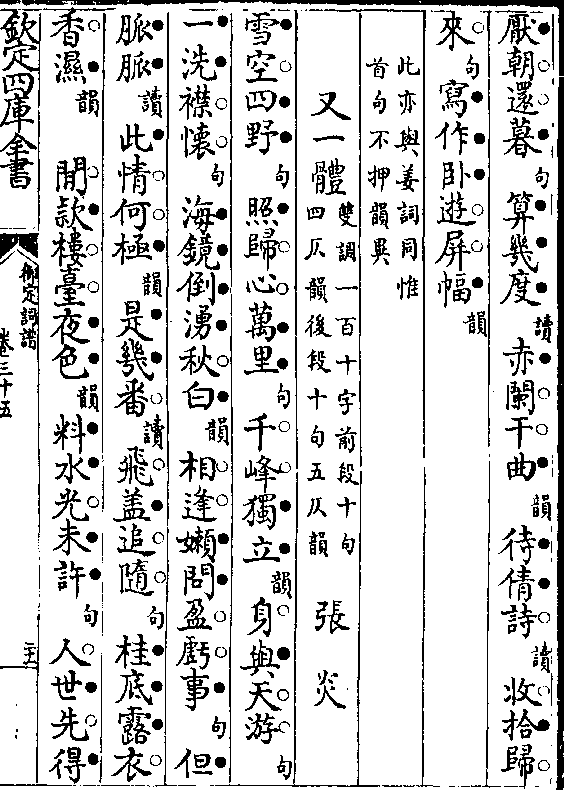 厭朝還暮句算幾度讀赤闌干曲韻待倩詩讀收拾歸
來句寫作卧遊屏幅韻
此亦與姜詞同惟
首句不押韻異
又一體雙調一百十字前段十句
四仄韻後段十句五仄韻張炎
雪空四野句照歸心萬里句千峰獨立韻身與天游句
一洗襟懷句海鏡倒湧秋白韻相逢嬾問盈虧事句但
脈脈讀此情何極韻是幾番讀飛盖追隨句桂底露衣
香濕韻閒款樓臺夜色韻料水光未許句人世先得
欽定四庫全書
御定詞譜
卷三十五